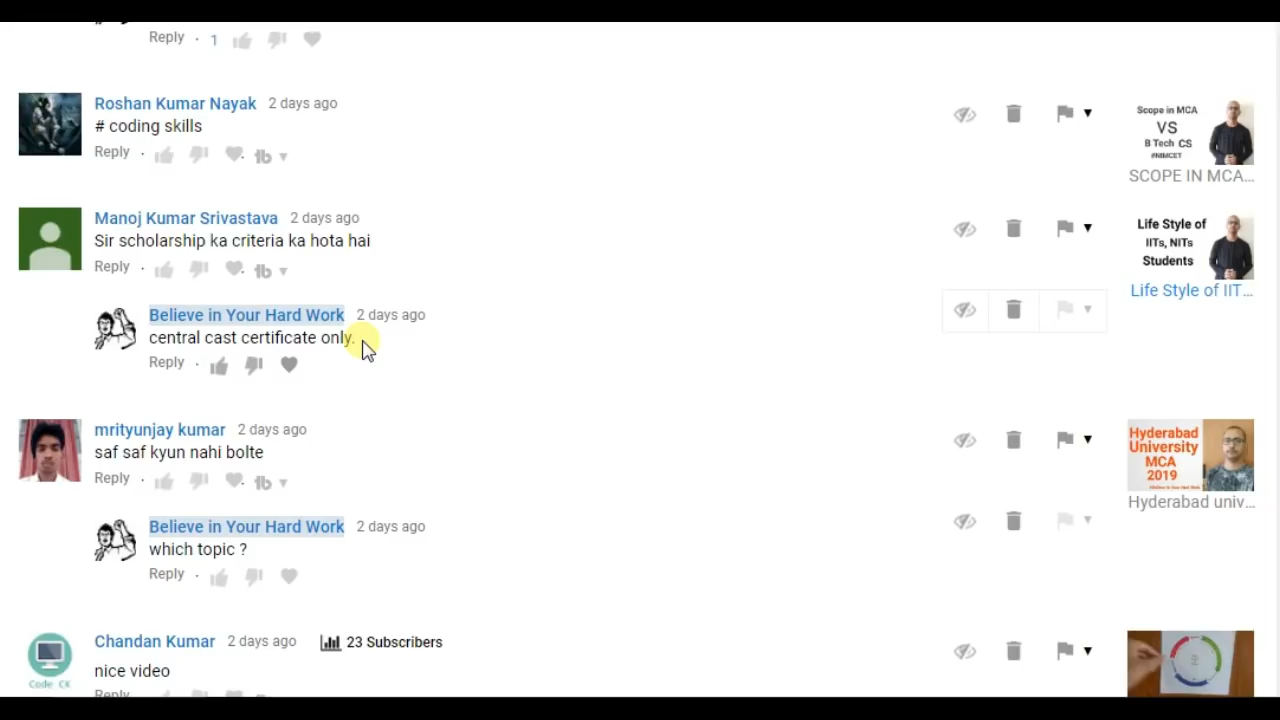 Reply · 1
Roshan Kumar Nayak 2 days ago
# coding skills
Reply ·
Scope in MCA
VS
B Tech CS
#NIMCET
SCOPE IN MCA...
Manoj Kumar Srivastava 2 days ago
Sir scholarship ka criteria ka hota hai
Reply ·
Life Style of
IITs, NITs
Students
Life Style of IIT...
Believe in Your Hard Work 2 days ago
central cast certificate only.
Reply ·
mrityunjay kumar 2 days ago
saf saf kyun nahi bolte
Reply ·
Hyderabad
University
MCA
2019
Hyderabad univ...
Believe in Your Hard Work 2 days ago
which topic ?
Reply ·
Chandan Kumar 2 days ago 23 Subscribers
nice video
Code CK
Reply